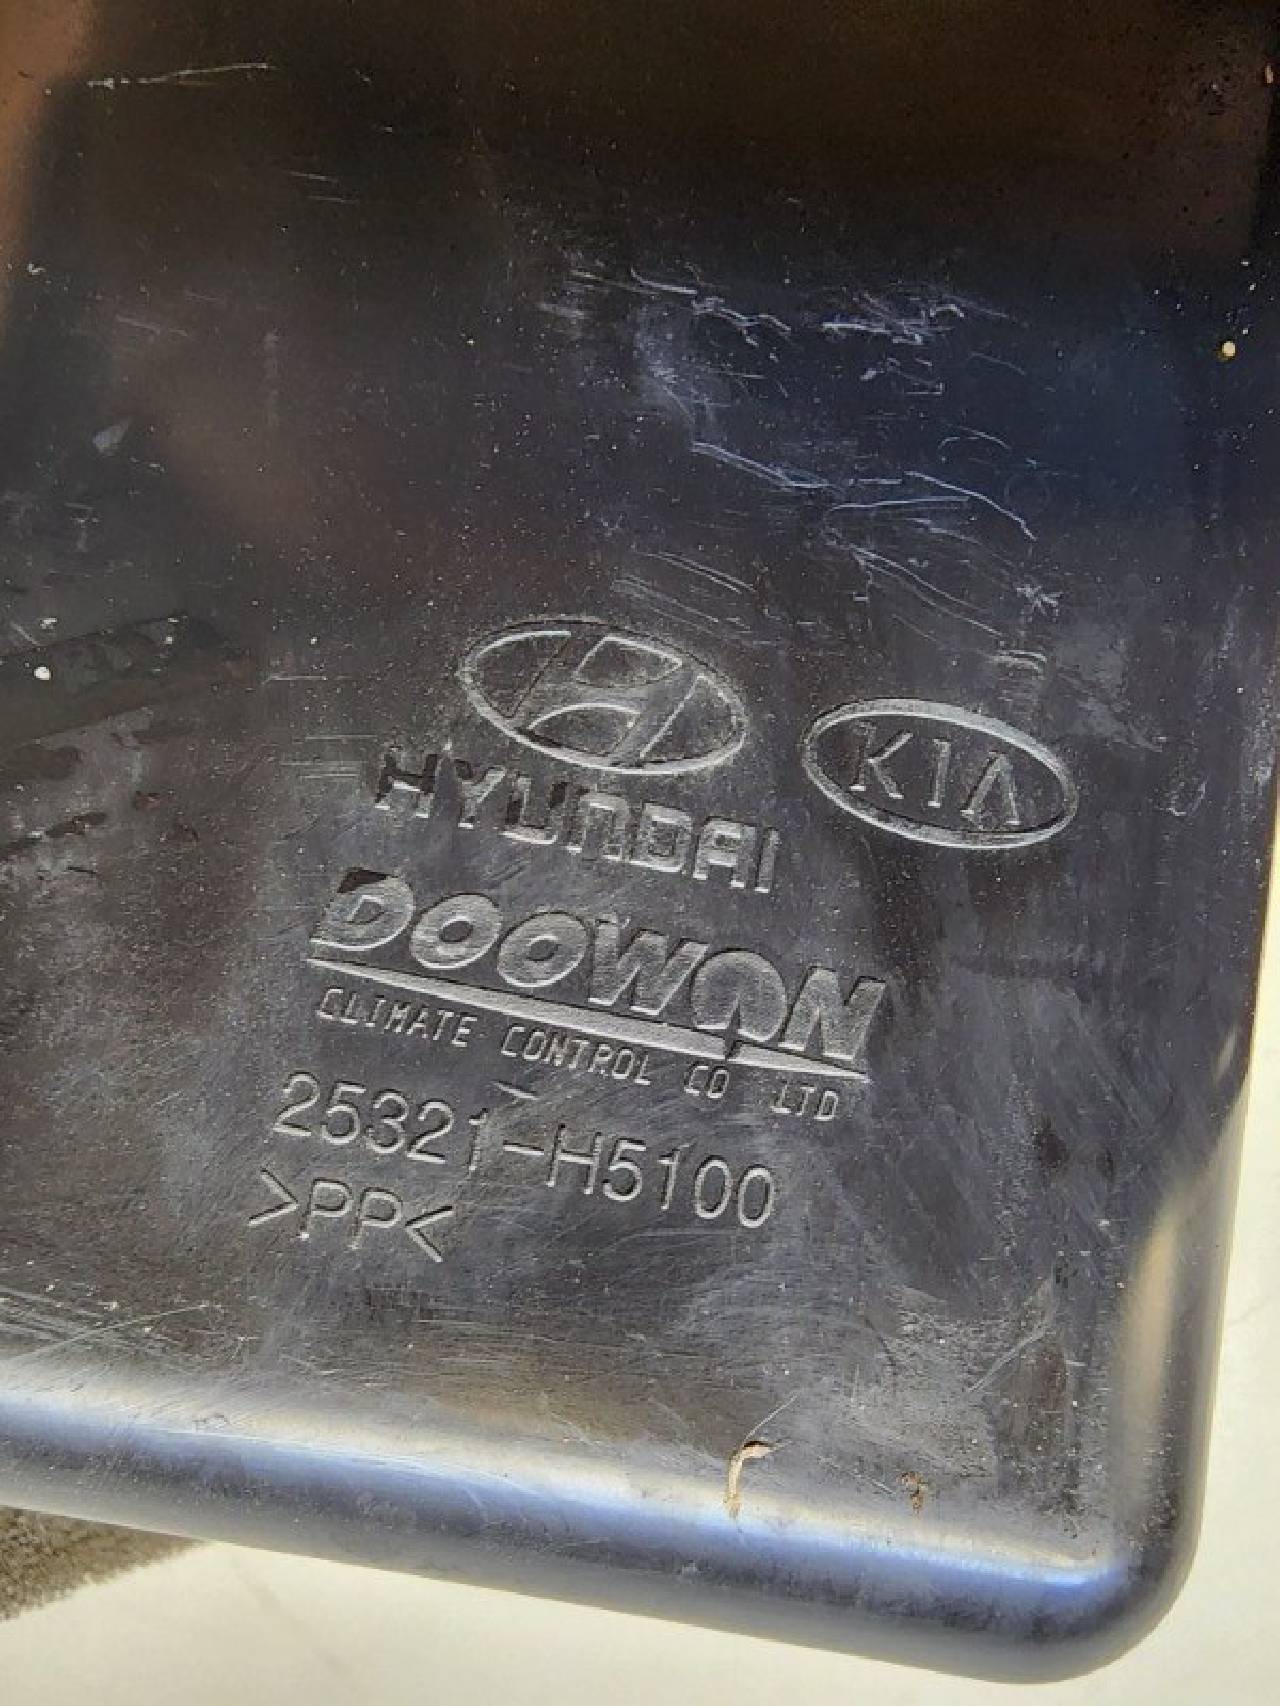 HYUNDAI
KIA
DOOWON
CLIMATE CONTROL CO LTD
25321-H5100
>PP<